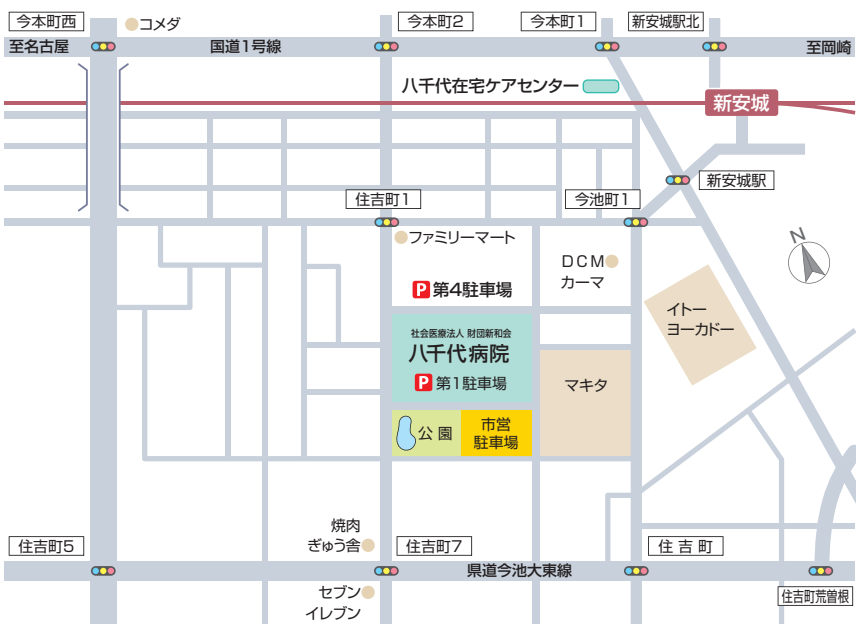 今本町西
コメダ
今本町2
今本町1
新安城駅北
至名古屋
国道1号線
至岡崎
八千代在宅ケアセンター
新安城
新安城駅
住吉町1
今池町1
ファミリーマート
N
DCM
カーマ
P 第4駐車場
イトー
ヨーカドー
社会医療法人 財団新和会
八千代病院
P 第1駐車場
マキタ
公園
市営
駐車場
焼肉
ぎゅう舎
住吉町5
住吉町7
住吉町
県道今池大東線
セブン
イレブン
住吉町荒曽根